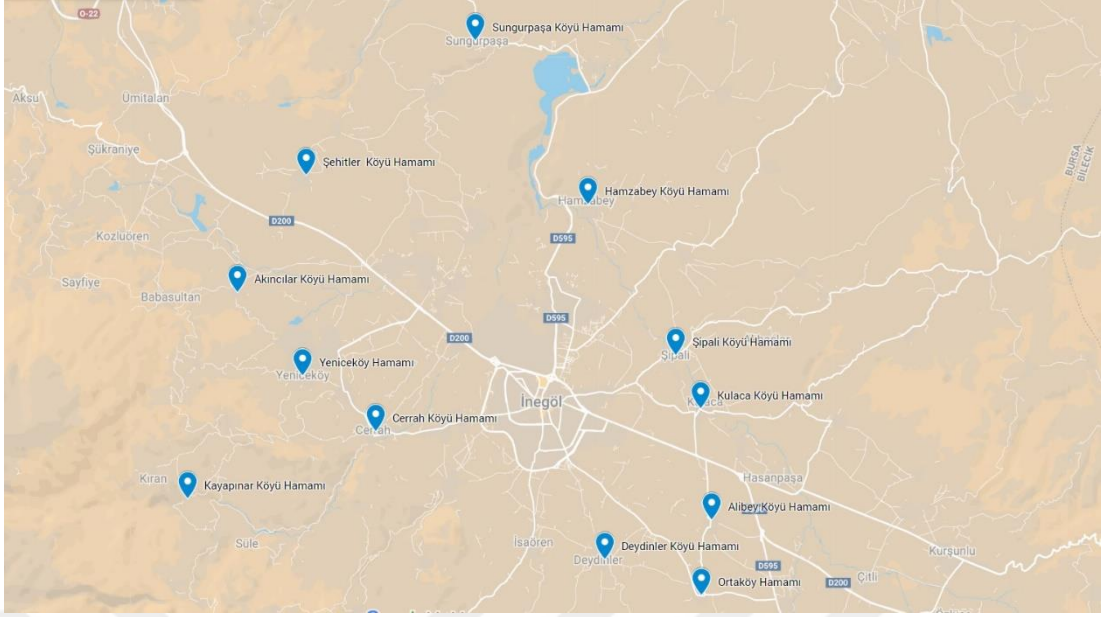 O-22
Sungurpaşa Köyü Hamamı
Sungurpaşa
Aksu
Umitalan
Şükraniye
Şehitler Köyü Hamamı
BURSA
BİLECİK
Hamzabey Köyü Hamamı
Hamzabey
D200
Kozluören
D595
Akıncılar Köyü Hamamı
Sayfiye
Babasultan
D595
D200
Şipali Köyü Hamamı
Şipali
Yeniceköy Hamamı
Yeniceköy
Kulaca Köyü Hamamı
Kulaca
İnegöl
Cerrah Köyü Hamamı
Cerrah
Kıran
Kayapınar Köyü Hamamı
Hasanpaşa
Alibey Köyü Hamamı
Süle
İsaören
Deydinler Köyü Hamamı
Deydinler
Kurşunlu
D595
Ortaköy Hamamı
D200
Çitli